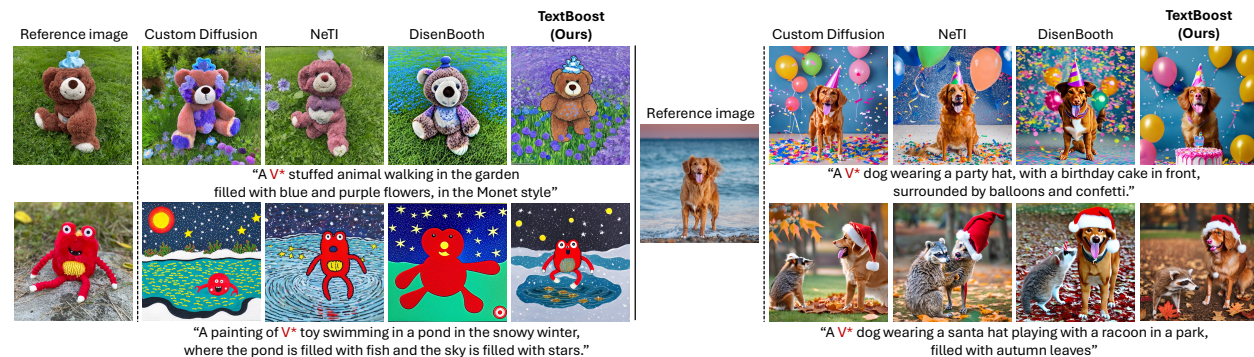 Reference image
Custom Diffusion
NeTI
DisenBooth
TextBoost
(Ours)
“A V* stuffed animal walking in the garden
filled with blue and purple flowers, in the Monet style”
“A painting of V* toy swimming in a pond in the snowy winter,
where the pond is filled with fish and the sky is filled with stars.”
Reference image
Custom Diffusion
NeTI
DisenBooth
TextBoost
(Ours)
“A V* dog wearing a party hat, with a birthday cake in front,
surrounded by balloons and confetti.”
“A V* dog wearing a santa hat playing with a racoon in a park,
filled with autumn leaves”